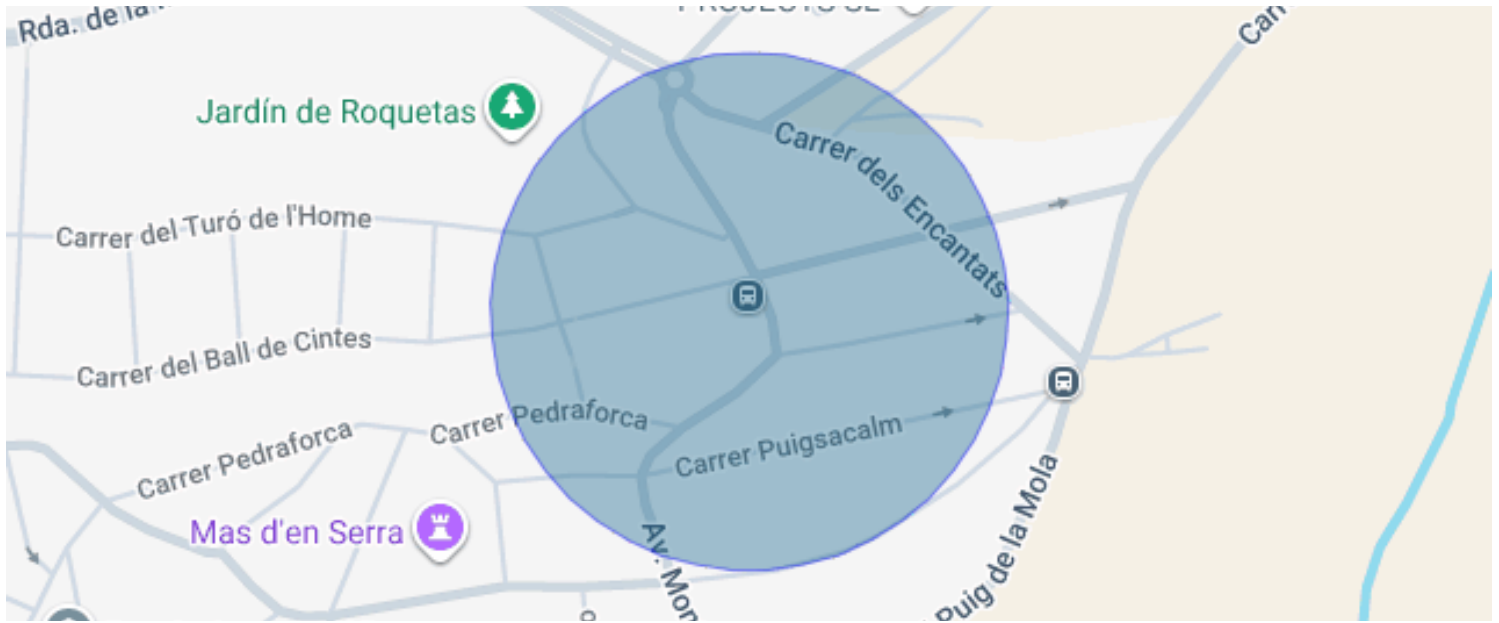 Rda. de la
Jardín de Roquetas
Carrer dels Encantats
Carrer del Turó de l'Home
Carrer del Ball de Cintes
Carrer Pedraforca
Carrer Pedraforca
Carrer Puigsacalm
Mas d'en Serra
Av.
Puig de la Mola